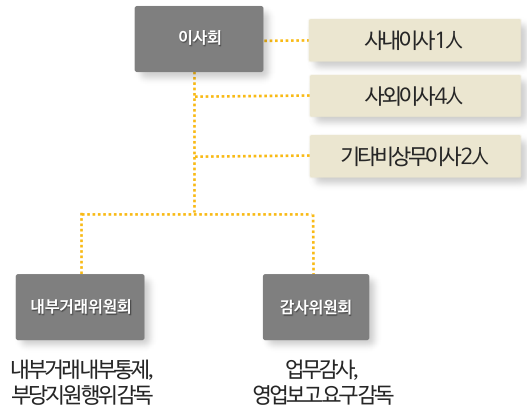 이사회
사내이사 1人
사외이사 4人
기타비상무이사 2人
내부거래위원회
감사위원회
내부거래 내부통제,
부당지원행위 감독
업무감사,
영업보고 요구 감독